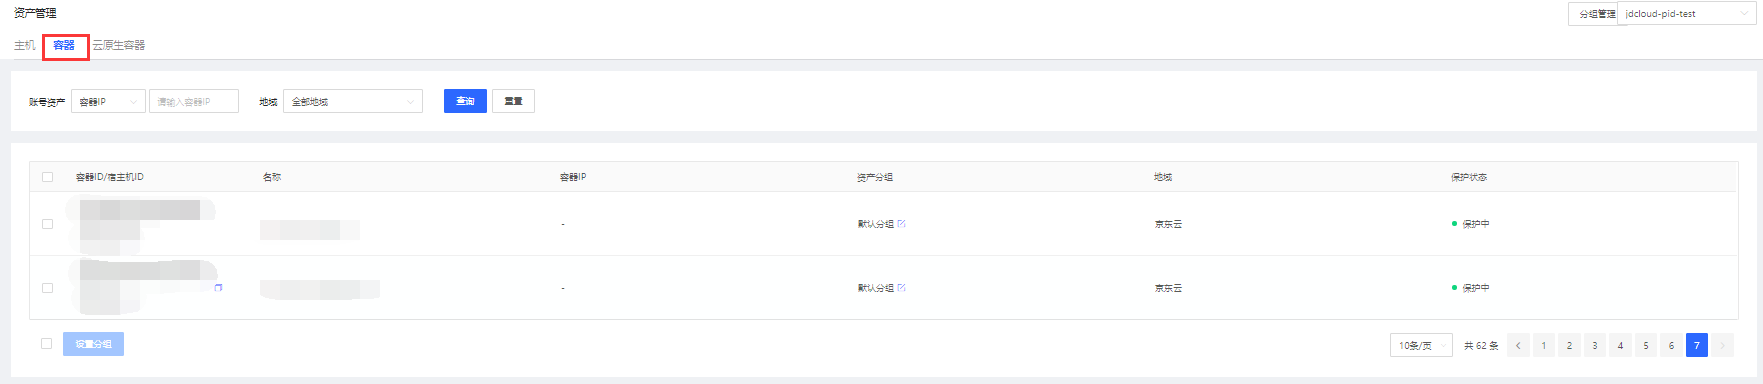 资产管理
分组管理 jdcloud-pid-test
主机 容器 云原生容器
账号资产 容器IP 请输入容器IP 地域 全部地域 查询 重置
容器ID/宿主机ID 名称 容器IP 资产分组 地域 保护状态
- 默认分组 京东云 保护中
- 默认分组 京东云 保护中
设置分组 10条/页 共 62 条 1 2 3 4 5 6 7